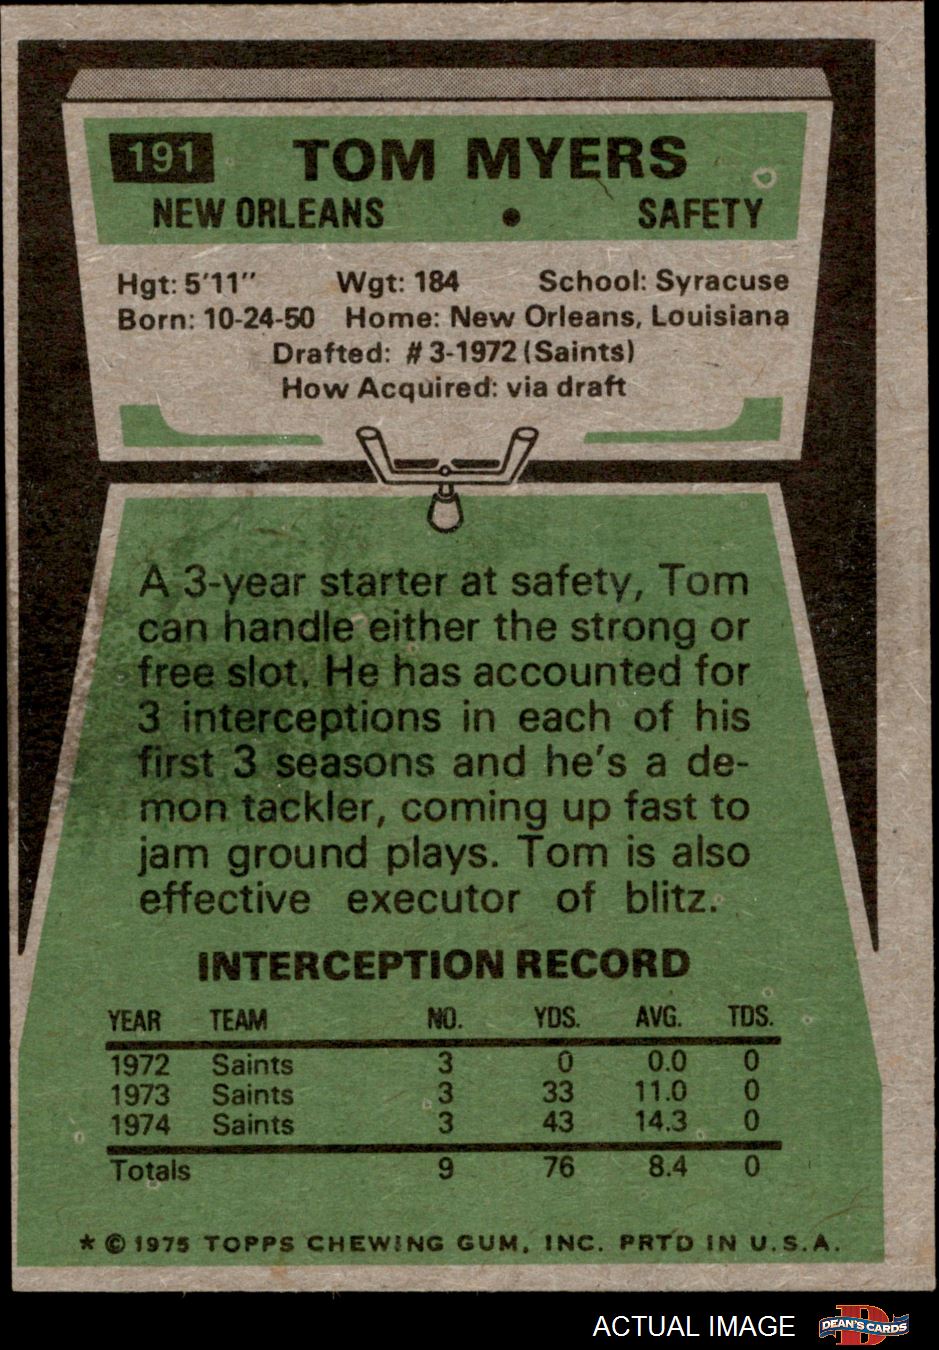 191 TOM MYERS
NEW ORLEANS • SAFETY
Hgt: 5'11" Wgt: 184 School: Syracuse
Born: 10-24-50 Home: New Orleans, Louisiana
Drafted: #3-1972 (Saints)
How Acquired: via draft
A 3-year starter at safety, Tom
can handle either the strong or
free slot. He has accounted for
3 interceptions in each of his
first 3 seasons and he's a de-
mon tackler, coming up fast to
jam ground plays. Tom is also
effective executor of blitz.
INTERCEPTION RECORD
YEAR TEAM NO. YDS. AVG. TDS.
1972 Saints 3 0 0.0 0
1973 Saints 3 33 11.0 0
1974 Saints 3 43 14.3 0
Totals 9 76 8.4 0
* © 1975 TOPPS CHEWING GUM, INC. PRTD IN U.S.A.
ACTUAL IMAGE D DEAN'S CARDS